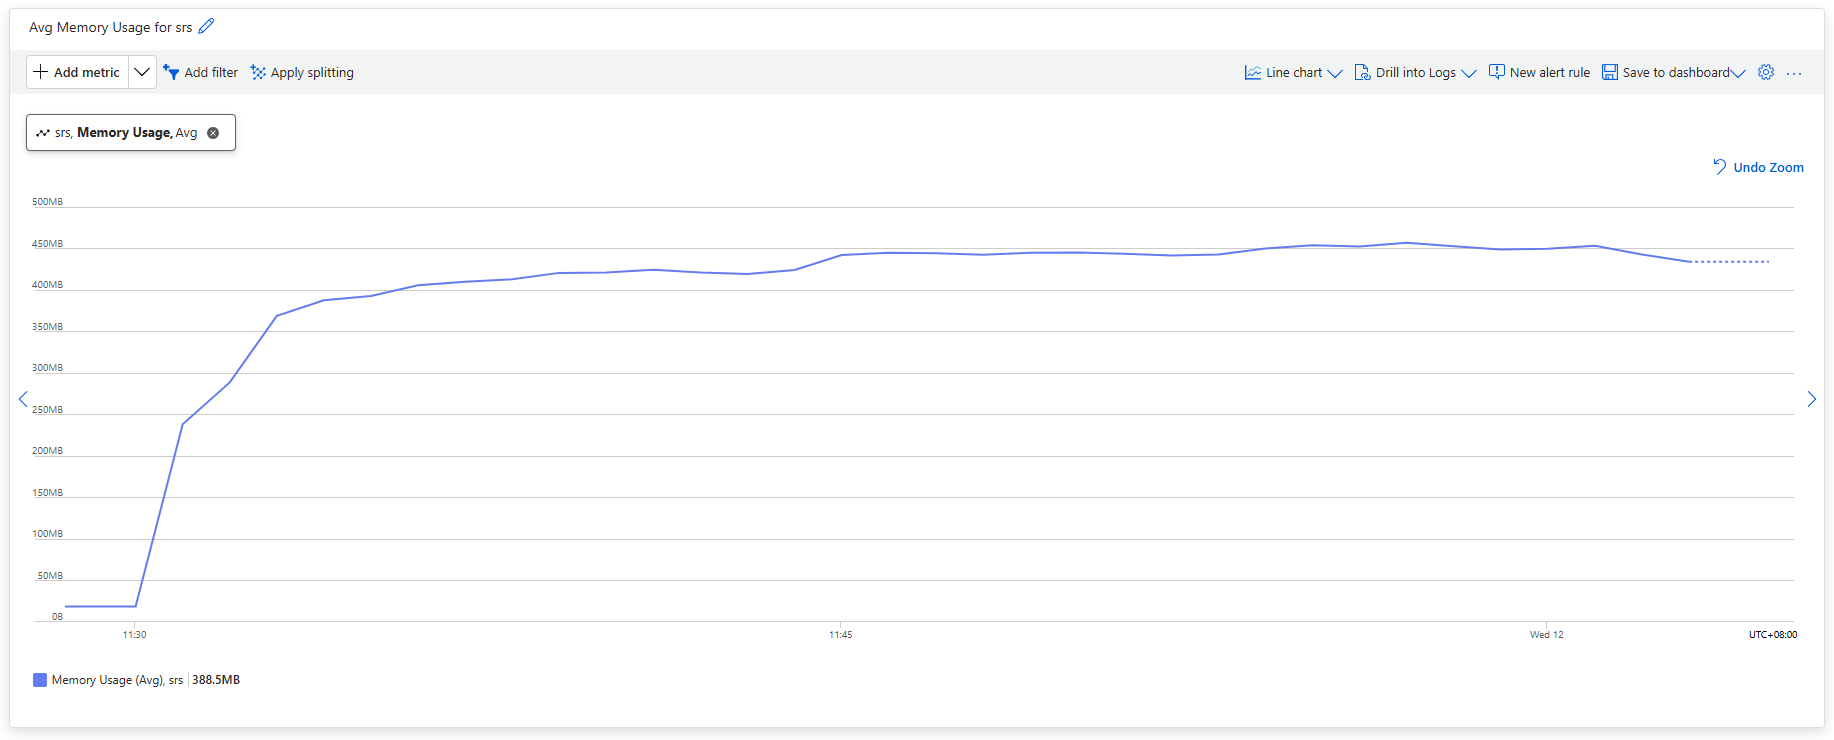 Avg Memory Usage for srs
Add metric Add filter Apply splitting Line chart Drill into Logs New alert rule Save to dashboard ...
srs, Memory Usage, Avg
Undo Zoom
500MB
450MB
400MB
350MB
300MB
250MB
200MB
150MB
100MB
50MB
0B
11:30 11:45 Wed 12 UTC+08:00
Memory Usage (Avg), srs 388.5MB